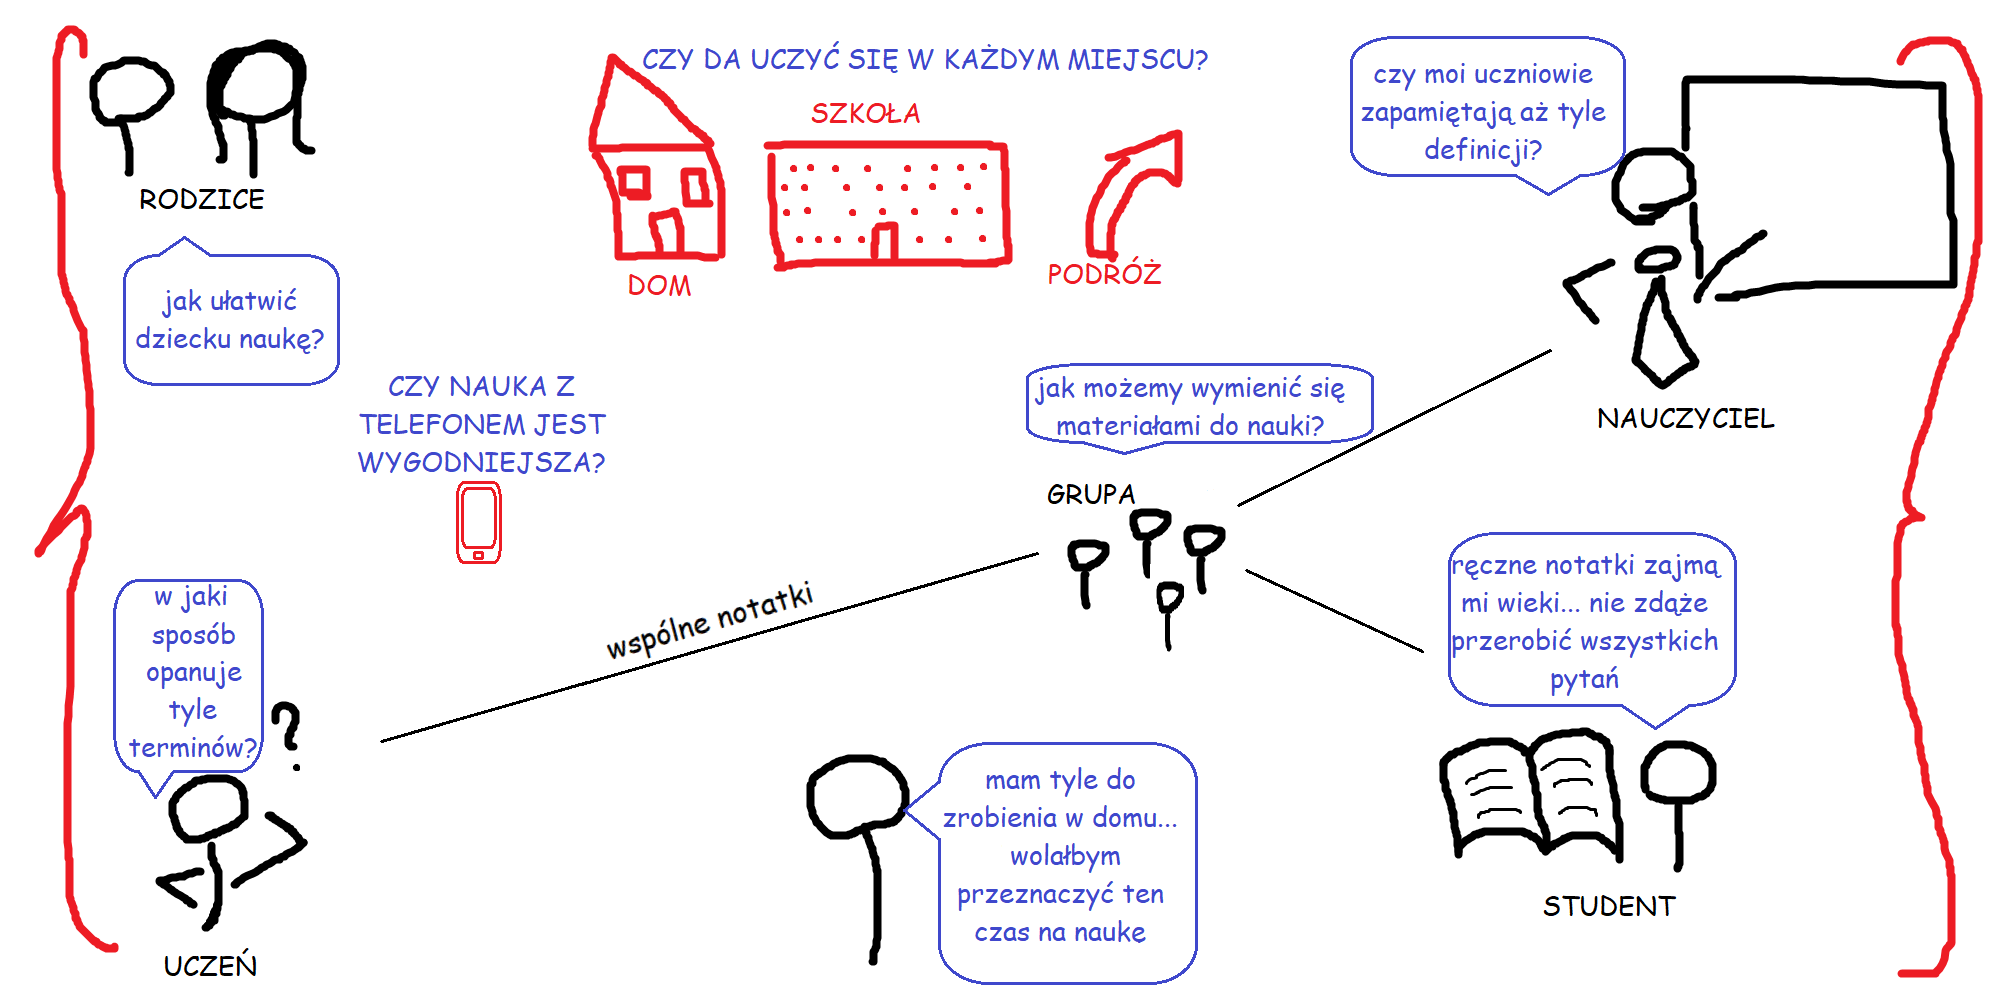 CZY DA UCZYĆ SIĘ W KAŻDYM MIEJSCU?
SZKOŁA
DOM
PODRÓŻ
RODZICE
jak ułatwić
dziecku naukę?
czy moi uczniowie
zapamiętają aż tyle
definicji?
NAUCZYCIEL
CZY NAUKA Z
TELEFONEM JEST
WYGODNIEJSZA?
jak możemy wymienić się
materiałami do nauki?
GRUPA
wspólne notatki
ręczne notatki zajmą
mi wieki... nie zdąże
przerobić wszystkich
pytań
STUDENT
w jaki
sposób
opanuje
tyle
terminów?
?
UCZEŃ
mam tyle do
zrobienia w domu...
wolałbym
przeznaczyć ten
czas na naukę